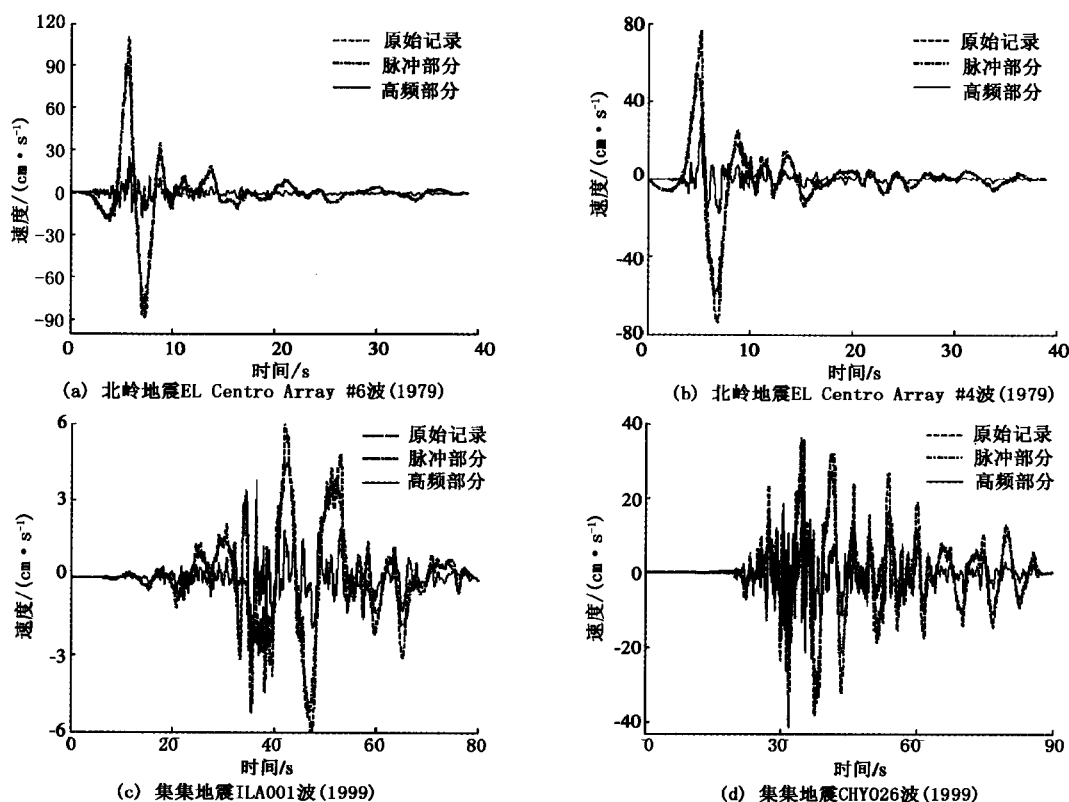 120
90
60
30
0
-30
-60
-90
速度/(cm·s⁻¹)
原始记录
脉冲部分
高频部分
0 10 20 30 40
时间/s
(a) 北岭地震EL Centro Array #6波(1979)
80
40
0
-40
-80
速度/(cm·s⁻¹)
原始记录
脉冲部分
高频部分
0 10 20 30 40
时间/s
(b) 北岭地震EL Centro Array #4波(1979)
6
3
0
-3
-6
速度/(cm·s⁻¹)
原始记录
脉冲部分
高频部分
0 20 40 60 80
时间/s
(c) 集集地震ILA001波(1999)
40
20
0
-20
-40
速度/(cm·s⁻¹)
原始记录
脉冲部分
高频部分
0 30 60 90
时间/s
(d) 集集地震CHY026波(1999)